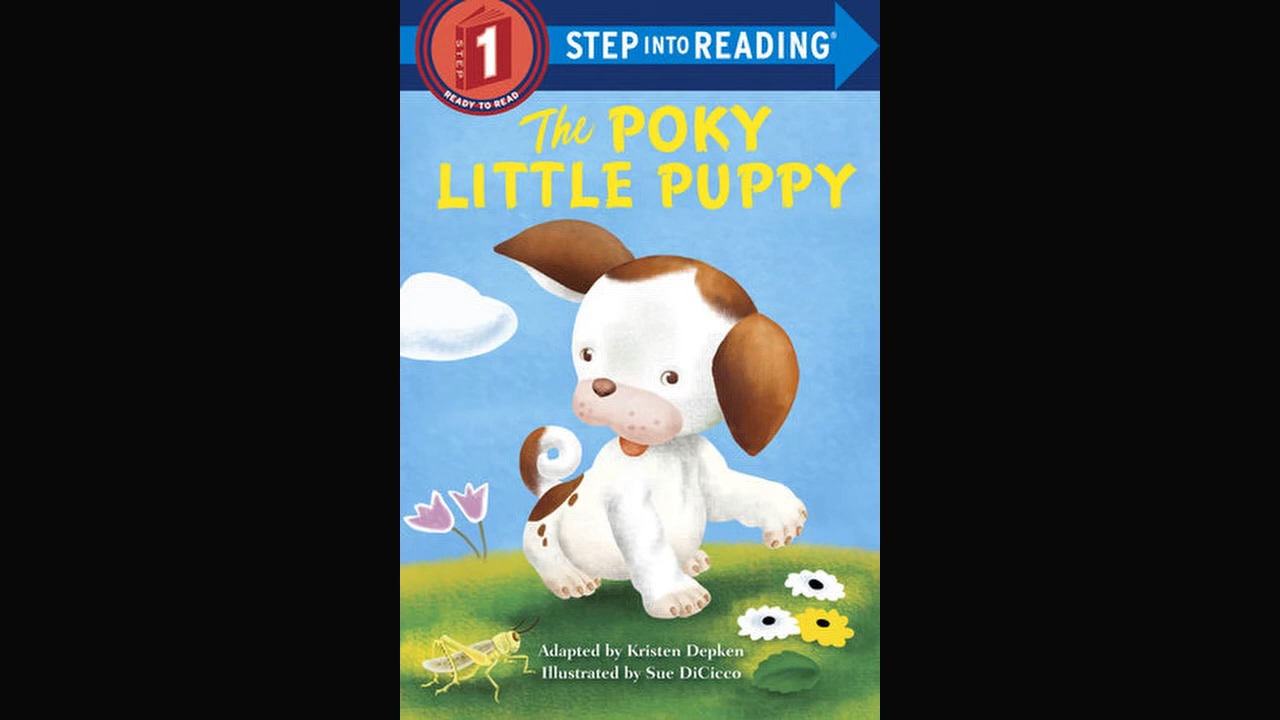 STEP 1
READY TO READ
STEP INTO READING®
The POKY
LITTLE PUPPY
Adapted by Kristen Depken
Illustrated by Sue DiCicco